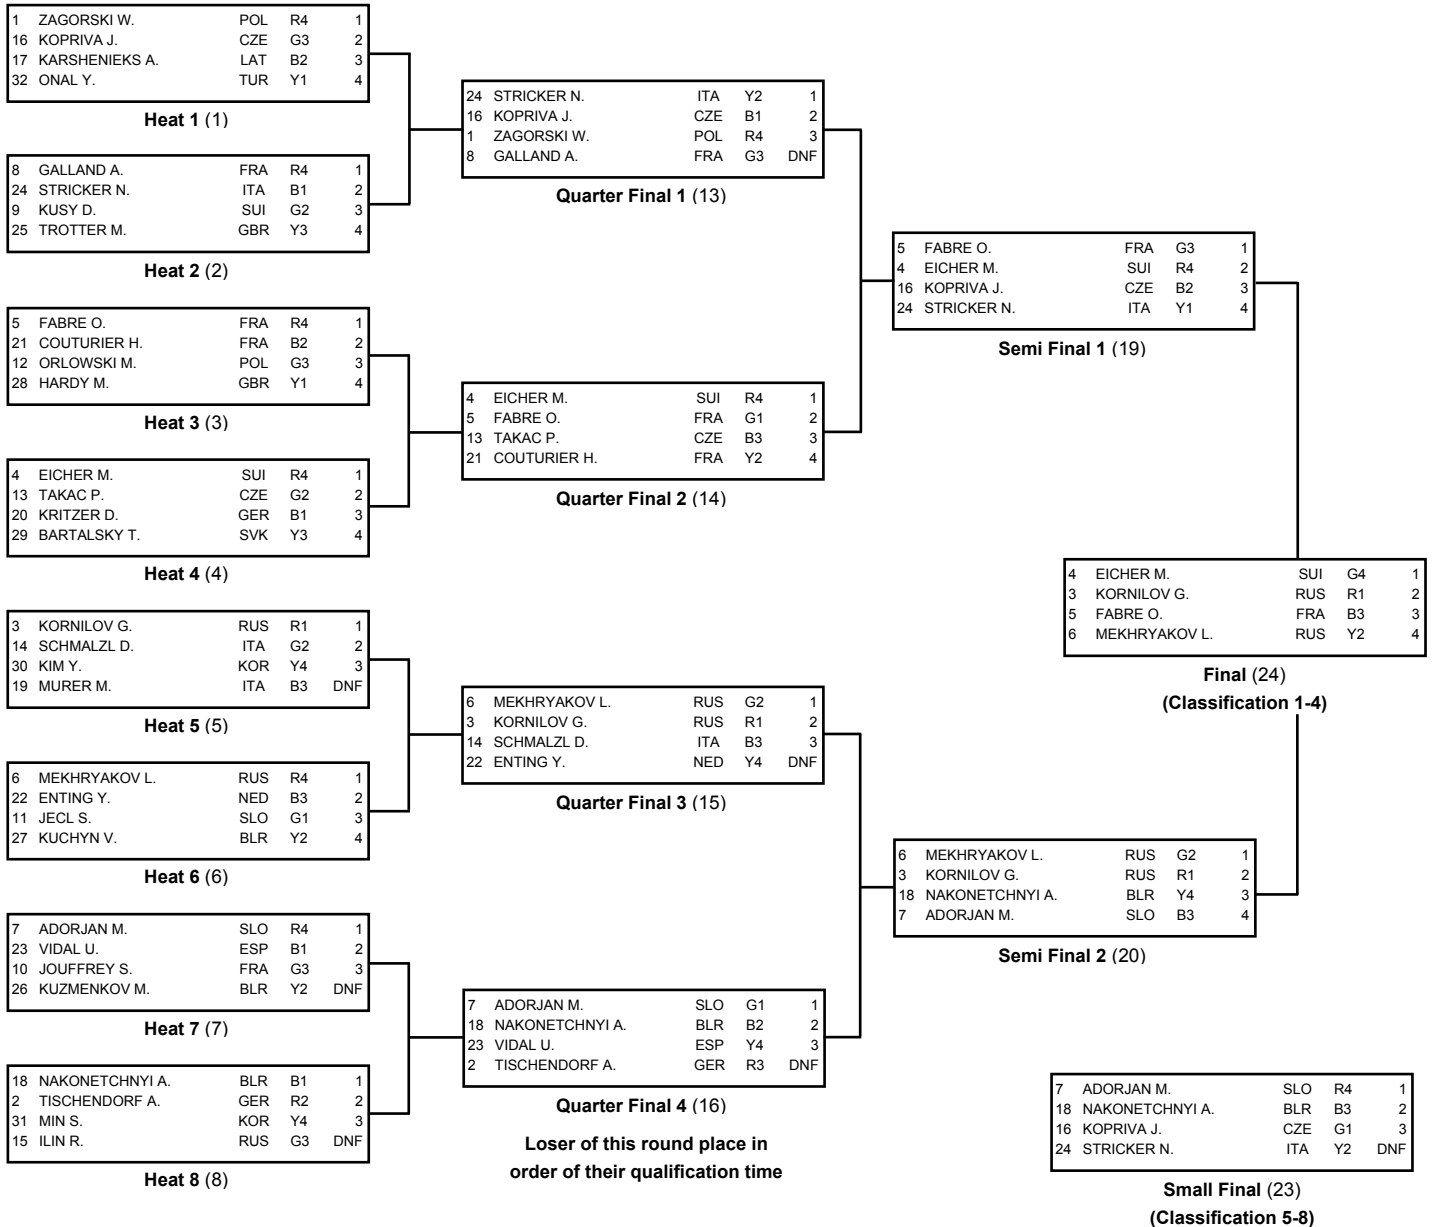 1 ZAGORSKI W. POL R4 1
16 KOPRIVA J. CZE G3 2
17 KARSHENIEKS A. LAT B2 3
32 ONAL Y. TUR Y1 4
Heat 1 (1)
8 GALLAND A. FRA R4 1
24 STRICKER N. ITA B1 2
9 KUSY D. SUI G2 3
25 TROTTER M. GBR Y3 4
Heat 2 (2)
5 FABRE O. FRA R4 1
21 COUTURIER H. FRA B2 2
12 ORLOWSKI M. POL G3 3
28 HARDY M. GBR Y1 4
Heat 3 (3)
4 EICHER M. SUI R4 1
13 TAKAC P. CZE G2 2
20 KRITZER D. GER B1 3
29 BARTALSKY T. SVK Y3 4
Heat 4 (4)
3 KORNILOV G. RUS R1 1
14 SCHMALZL D. ITA G2 2
30 KIM Y. KOR Y4 3
19 MURER M. ITA B3 DNF
Heat 5 (5)
6 MEKHRYAKOV L. RUS R4 1
22 ENTING Y. NED B3 2
11 JECL S. SLO G1 3
27 KUCHYN V. BLR Y2 4
Heat 6 (6)
7 ADORJAN M. SLO R4 1
23 VIDAL U. ESP B1 2
10 JOUFFREY S. FRA G3 3
26 KUZMENKOV M. BLR Y2 DNF
Heat 7 (7)
18 NAKONETCHNYI A. BLR B1 1
2 TISCHENDORF A. GER R2 2
31 MIN S. KOR Y4 3
15 ILIN R. RUS G3 DNF
Heat 8 (8)
24 STRICKER N. ITA Y2 1
16 KOPRIVA J. CZE B1 2
1 ZAGORSKI W. POL R4 3
8 GALLAND A. FRA G3 DNF
Quarter Final 1 (13)
4 EICHER M. SUI R4 1
5 FABRE O. FRA G1 2
13 TAKAC P. CZE B3 3
21 COUTURIER H. FRA Y2 4
Quarter Final 2 (14)
6 MEKHRYAKOV L. RUS G2 1
3 KORNILOV G. RUS R1 2
14 SCHMALZL D. ITA B3 3
22 ENTING Y. NED Y4 DNF
Quarter Final 3 (15)
7 ADORJAN M. SLO G1 1
18 NAKONETCHNYI A. BLR B2 2
23 VIDAL U. ESP Y4 3
2 TISCHENDORF A. GER R3 DNF
Quarter Final 4 (16)
Loser of this round place in
order of their qualification time
5 FABRE O. FRA G3 1
4 EICHER M. SUI R4 2
16 KOPRIVA J. CZE B2 3
24 STRICKER N. ITA Y1 4
Semi Final 1 (19)
6 MEKHRYAKOV L. RUS G2 1
3 KORNILOV G. RUS R1 2
18 NAKONETCHNYI A. BLR Y4 3
7 ADORJAN M. SLO B3 4
Semi Final 2 (20)
4 EICHER M. SUI G4 1
3 KORNILOV G. RUS R1 2
5 FABRE O. FRA B3 3
6 MEKHRYAKOV L. RUS Y2 4
Final (24)
(Classification 1-4)
7 ADORJAN M. SLO R4 1
18 NAKONETCHNYI A. BLR B3 2
16 KOPRIVA J. CZE G1 3
24 STRICKER N. ITA Y2 DNF
Small Final (23)
(Classification 5-8)